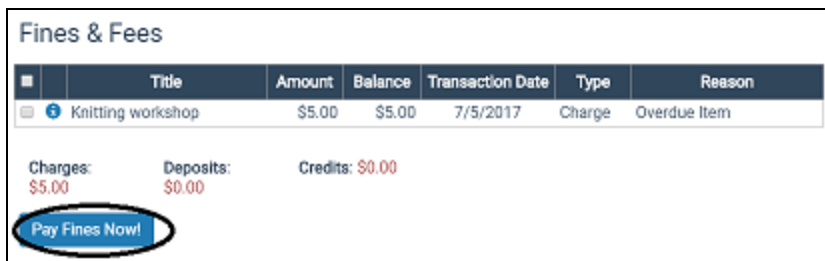 Fines & Fees
Title Amount Balance Transaction Date Type Reason
Knitting workshop $5.00 $5.00 7/5/2017 Charge Overdue Item
Charges: Deposits: Credits: $0.00
$5.00 $0.00
Pay Fines Now!